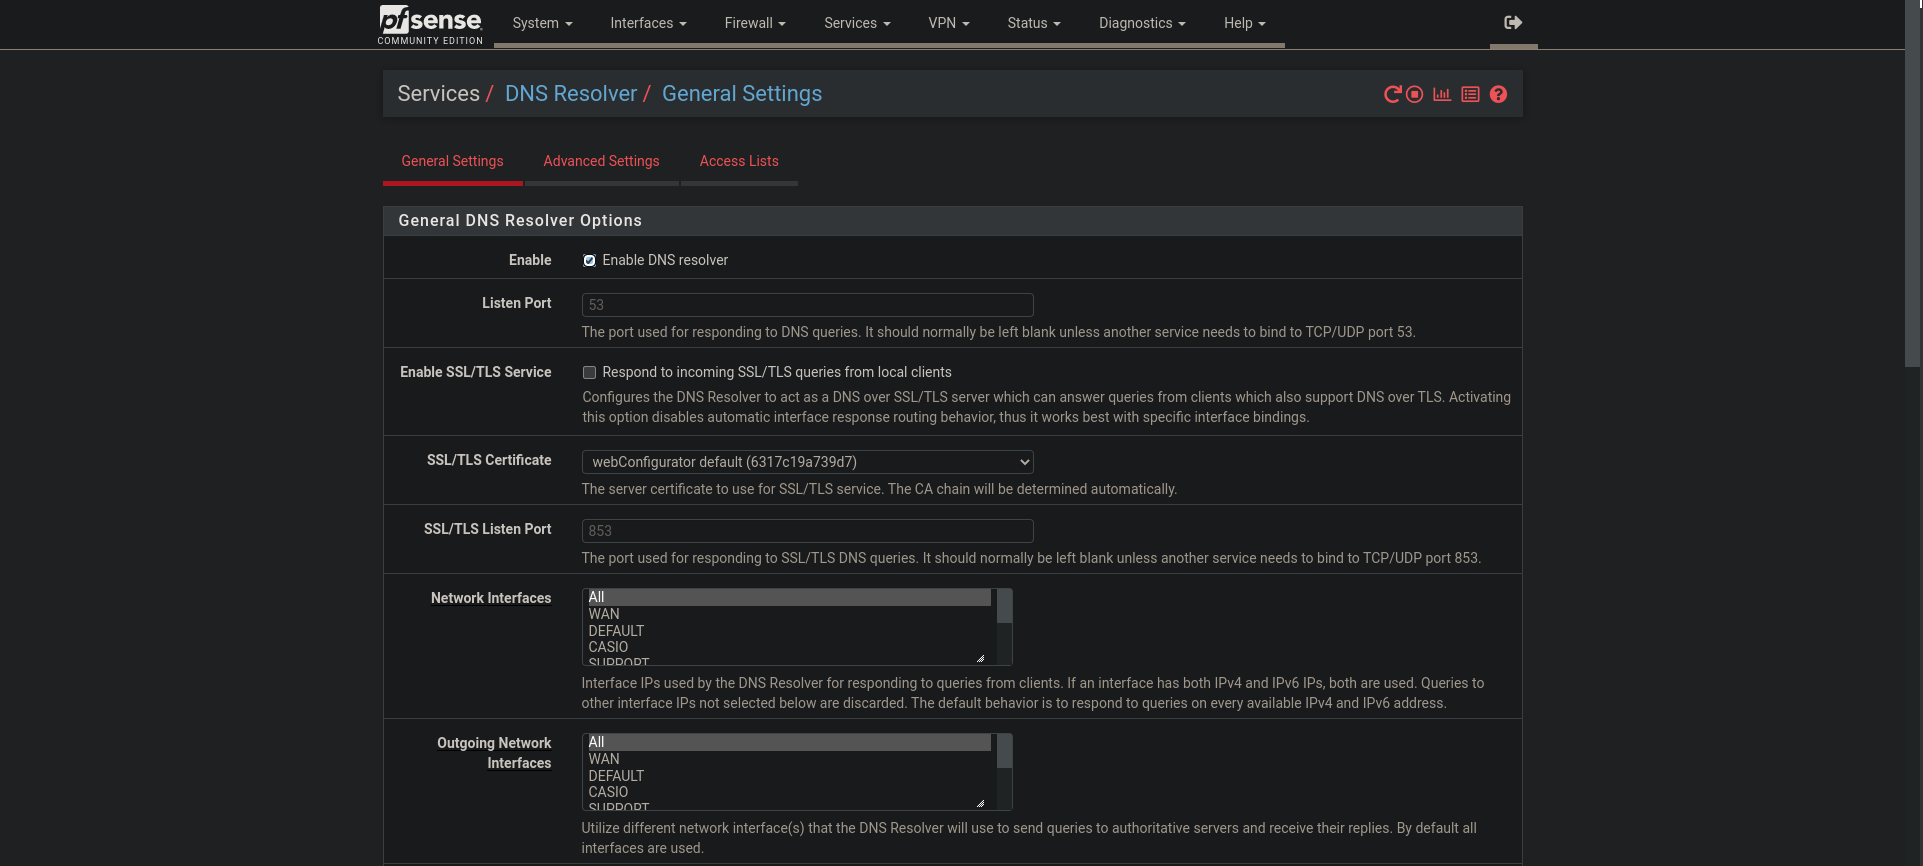 pfsense
COMMUNITY EDITION
System
Interfaces
Firewall
Services
VPN
Status
Diagnostics
Help
Services / DNS Resolver / General Settings
General Settings
Advanced Settings
Access Lists
General DNS Resolver Options
Enable
Enable DNS resolver
Listen Port
53
The port used for responding to DNS queries. It should normally be left blank unless another service needs to bind to TCP/UDP port 53.
Enable SSL/TLS Service
Respond to incoming SSL/TLS queries from local clients
Configures the DNS Resolver to act as a DNS over SSL/TLS server which can answer queries from clients which also support DNS over TLS. Activating
this option disables automatic interface response routing behavior, thus it works best with specific interface bindings.
SSL/TLS Certificate
webConfigurator default (6317c19a739d7)
The server certificate to use for SSL/TLS service. The CA chain will be determined automatically.
SSL/TLS Listen Port
853
The port used for responding to SSL/TLS DNS queries. It should normally be left blank unless another service needs to bind to TCP/UDP port 853.
Network Interfaces
All
WAN
DEFAULT
CASIO
SUPPORT
Interface IPs used by the DNS Resolver for responding to queries from clients. If an interface has both IPv4 and IPv6 IPs, both are used. Queries to
other interface IPs not selected below are discarded. The default behavior is to respond to queries on every available IPv4 and IPv6 address.
Outgoing Network
Interfaces
All
WAN
DEFAULT
CASIO
SUPPORT
Utilize different network interface(s) that the DNS Resolver will use to send queries to authoritative servers and receive their replies. By default all
interfaces are used.